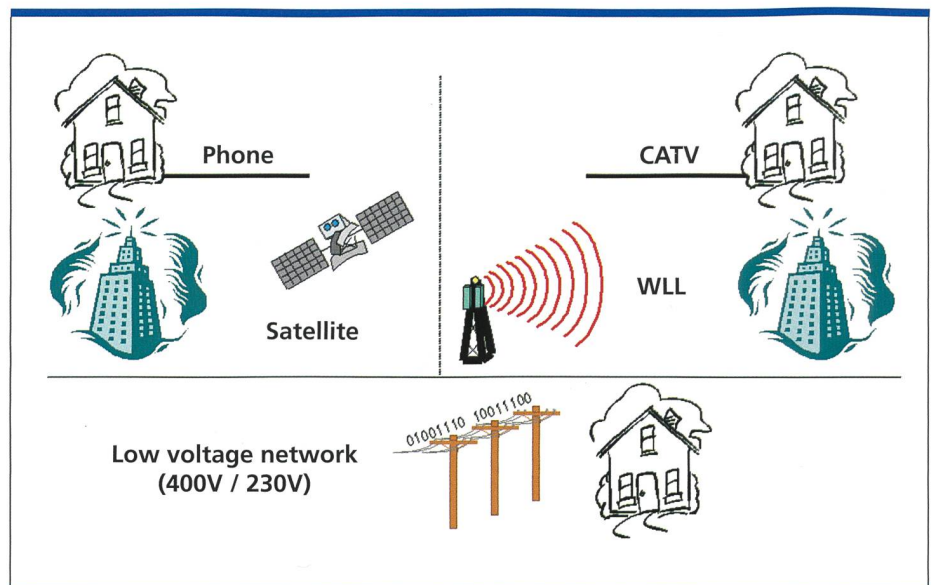 Phone
CATV
Satellite
WLL
01001110 10011100
Low voltage network
(400V / 230V)